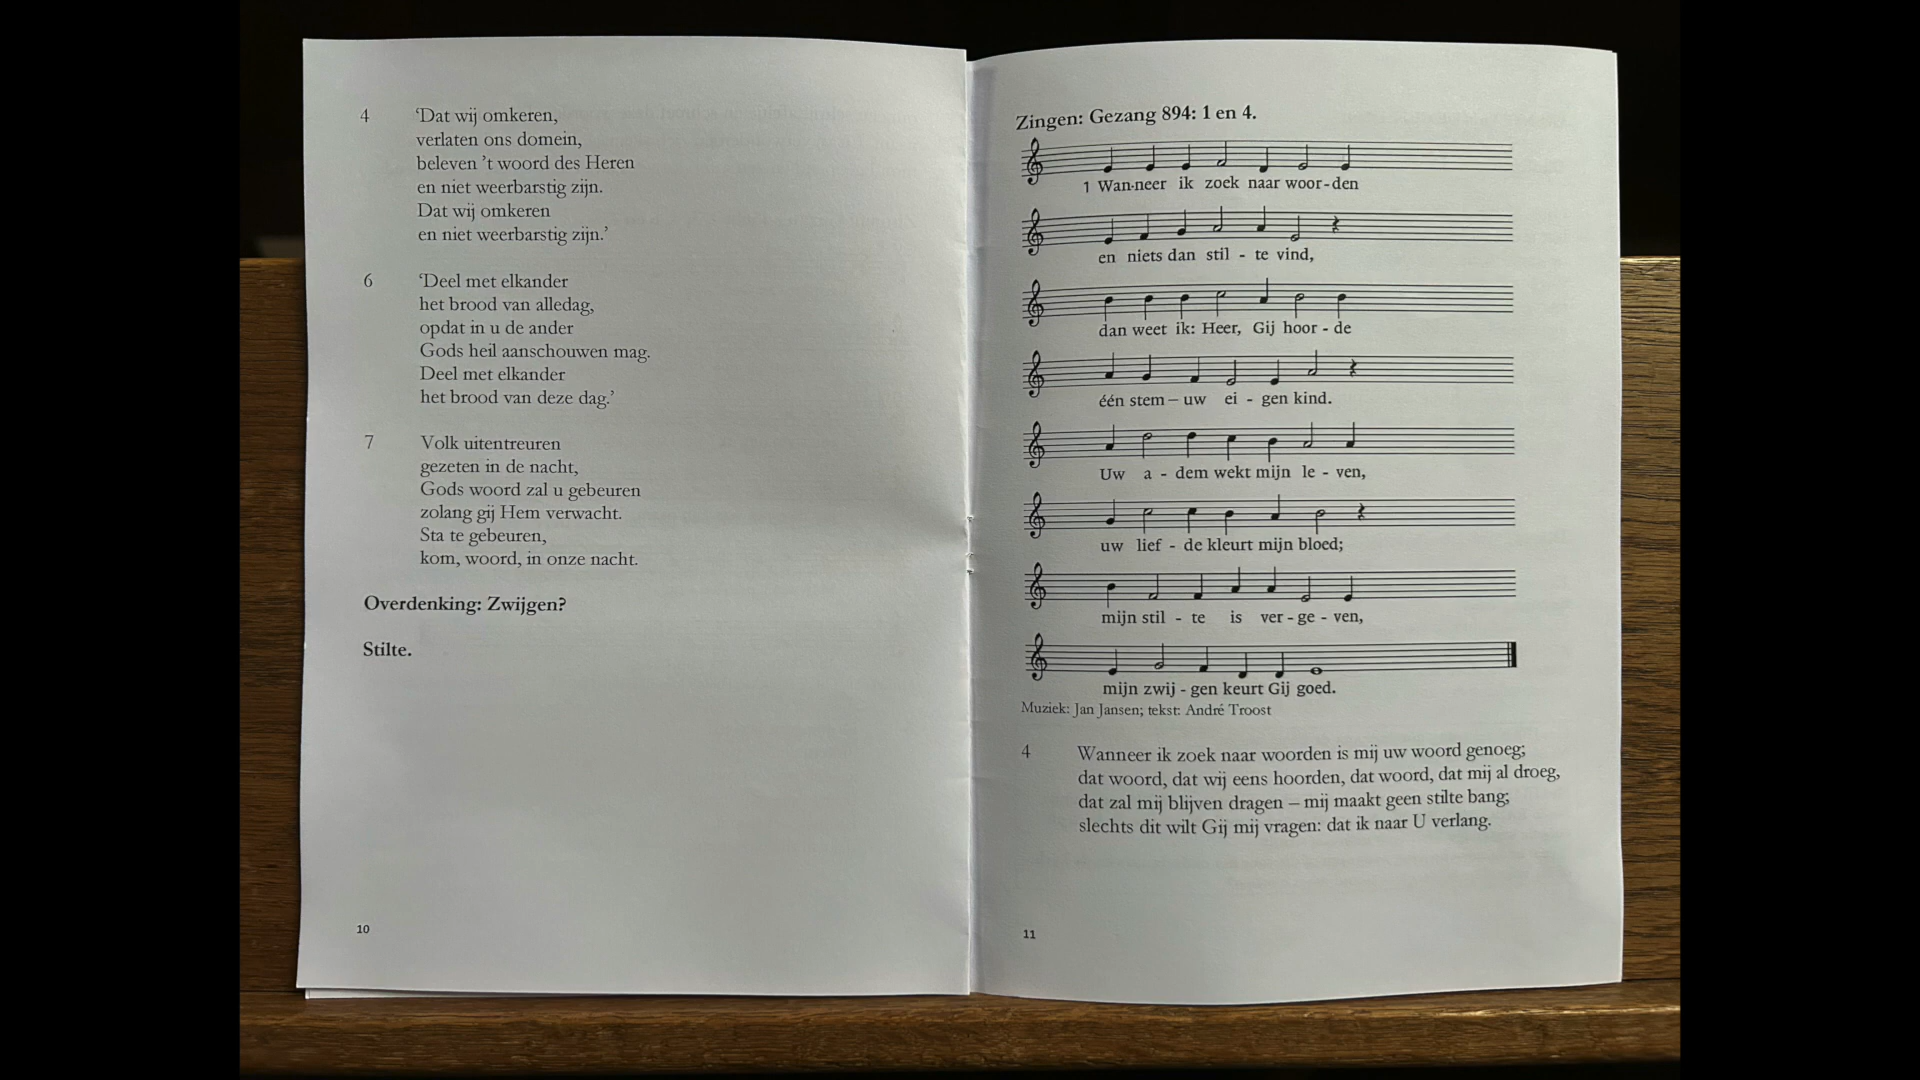 4 ‘Dat wij omkeren,
verlaten ons domein,
beleven ’t woord des Heren
en niet weerbarstig zijn.
Dat wij omkeren
en niet weerbarstig zijn.’
6 ‘Deel met elkander
het brood van alledag,
opdat in u de ander
Gods heil aanschouwen mag.
Deel met elkander
het brood van deze dag.’
7 Volk uitentreuren
gezeten in de nacht,
Gods woord zal u gebeuren
zolang gij Hem verwacht.
Sta te gebeuren,
kom, woord, in onze nacht.
Overdenking: Zwijgen?
Stilte.
10
Zingen: Gezang 894: 1 en 4.
1 Wan-neer ik zoek naar woor-den
en niets dan stil - te vind,
dan weet ik: Heer, Gij hoor - de
één stem – uw ei - gen kind.
Uw a - dem wekt mijn le - ven,
uw lief - de kleurt mijn bloed;
mijn stil - te is ver - ge - ven,
mijn zwij - gen keurt Gij goed.
Muziek: Jan Jansen; tekst: André Troost
4 Wanneer ik zoek naar woorden is mij uw woord genoeg;
dat woord, dat wij eens hoorden, dat woord, dat mij al droeg,
dat zal mij blijven dragen – mij maakt geen stilte bang;
slechts dit wilt Gij mij vragen: dat ik naar U verlang.
11